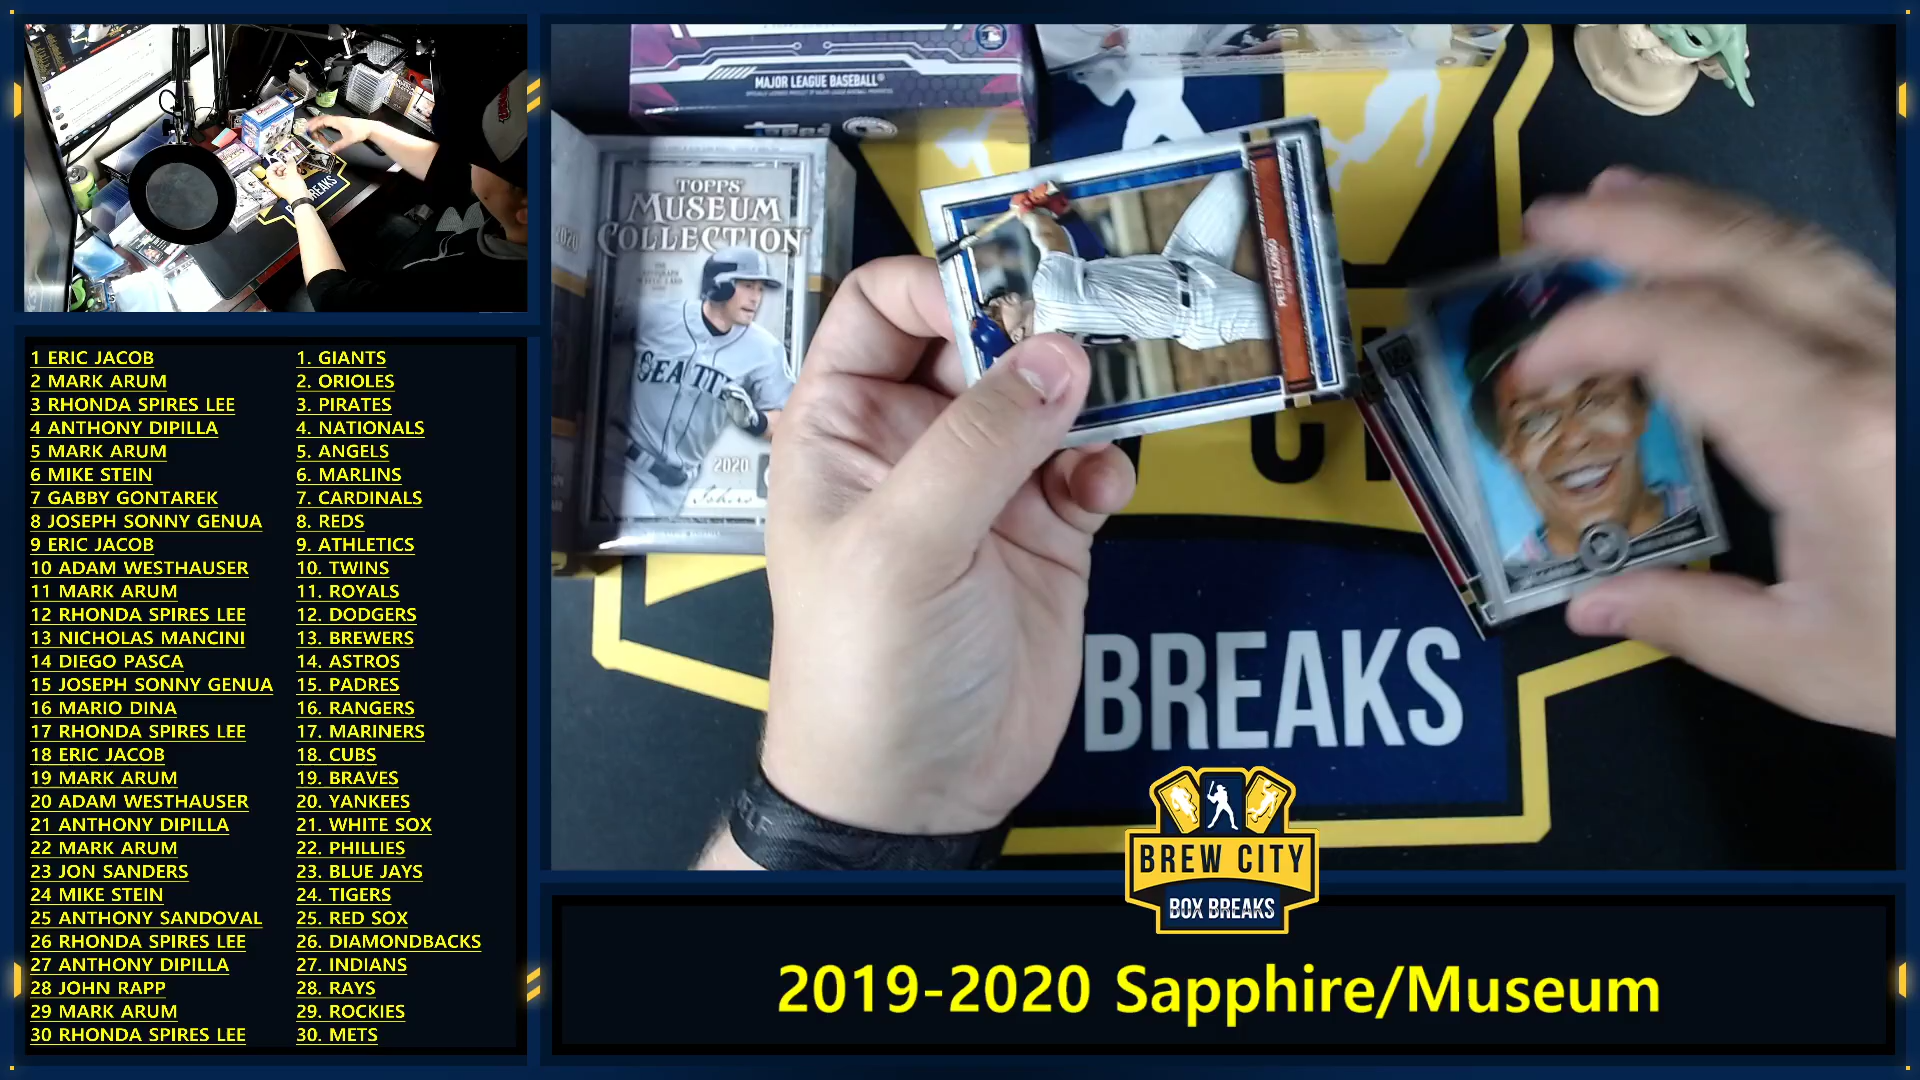 MAJOR LEAGUE BASEBALL®
topps
TOPPS
MUSEUM
COLLECTION
2020
SEATTLE
2020
PETE ALONSO
BREAKS
BREAKS
1 ERIC JACOB 1. GIANTS
2 MARK ARUM 2. ORIOLES
3 RHONDA SPIRES LEE 3. PIRATES
4 ANTHONY DIPILLA 4. NATIONALS
5 MARK ARUM 5. ANGELS
6 MIKE STEIN 6. MARLINS
7 GABBY GONTAREK 7. CARDINALS
8 JOSEPH SONNY GENUA 8. REDS
9 ERIC JACOB 9. ATHLETICS
10 ADAM WESTHAUSER 10. TWINS
11 MARK ARUM 11. ROYALS
12 RHONDA SPIRES LEE 12. DODGERS
13 NICHOLAS MANCINI 13. BREWERS
14 DIEGO PASCA 14. ASTROS
15 JOSEPH SONNY GENUA 15. PADRES
16 MARIO DINA 16. RANGERS
17 RHONDA SPIRES LEE 17. MARINERS
18 ERIC JACOB 18. CUBS
19 MARK ARUM 19. BRAVES
20 ADAM WESTHAUSER 20. YANKEES
21 ANTHONY DIPILLA 21. WHITE SOX
22 MARK ARUM 22. PHILLIES
23 JON SANDERS 23. BLUE JAYS
24 MIKE STEIN 24. TIGERS
25 ANTHONY SANDOVAL 25. RED SOX
26 RHONDA SPIRES LEE 26. DIAMONDBACKS
27 ANTHONY DIPILLA 27. INDIANS
28 JOHN RAPP 28. RAYS
29 MARK ARUM 29. ROCKIES
30 RHONDA SPIRES LEE 30. METS
BREW CITY
BOX BREAKS
2019-2020 Sapphire/Museum